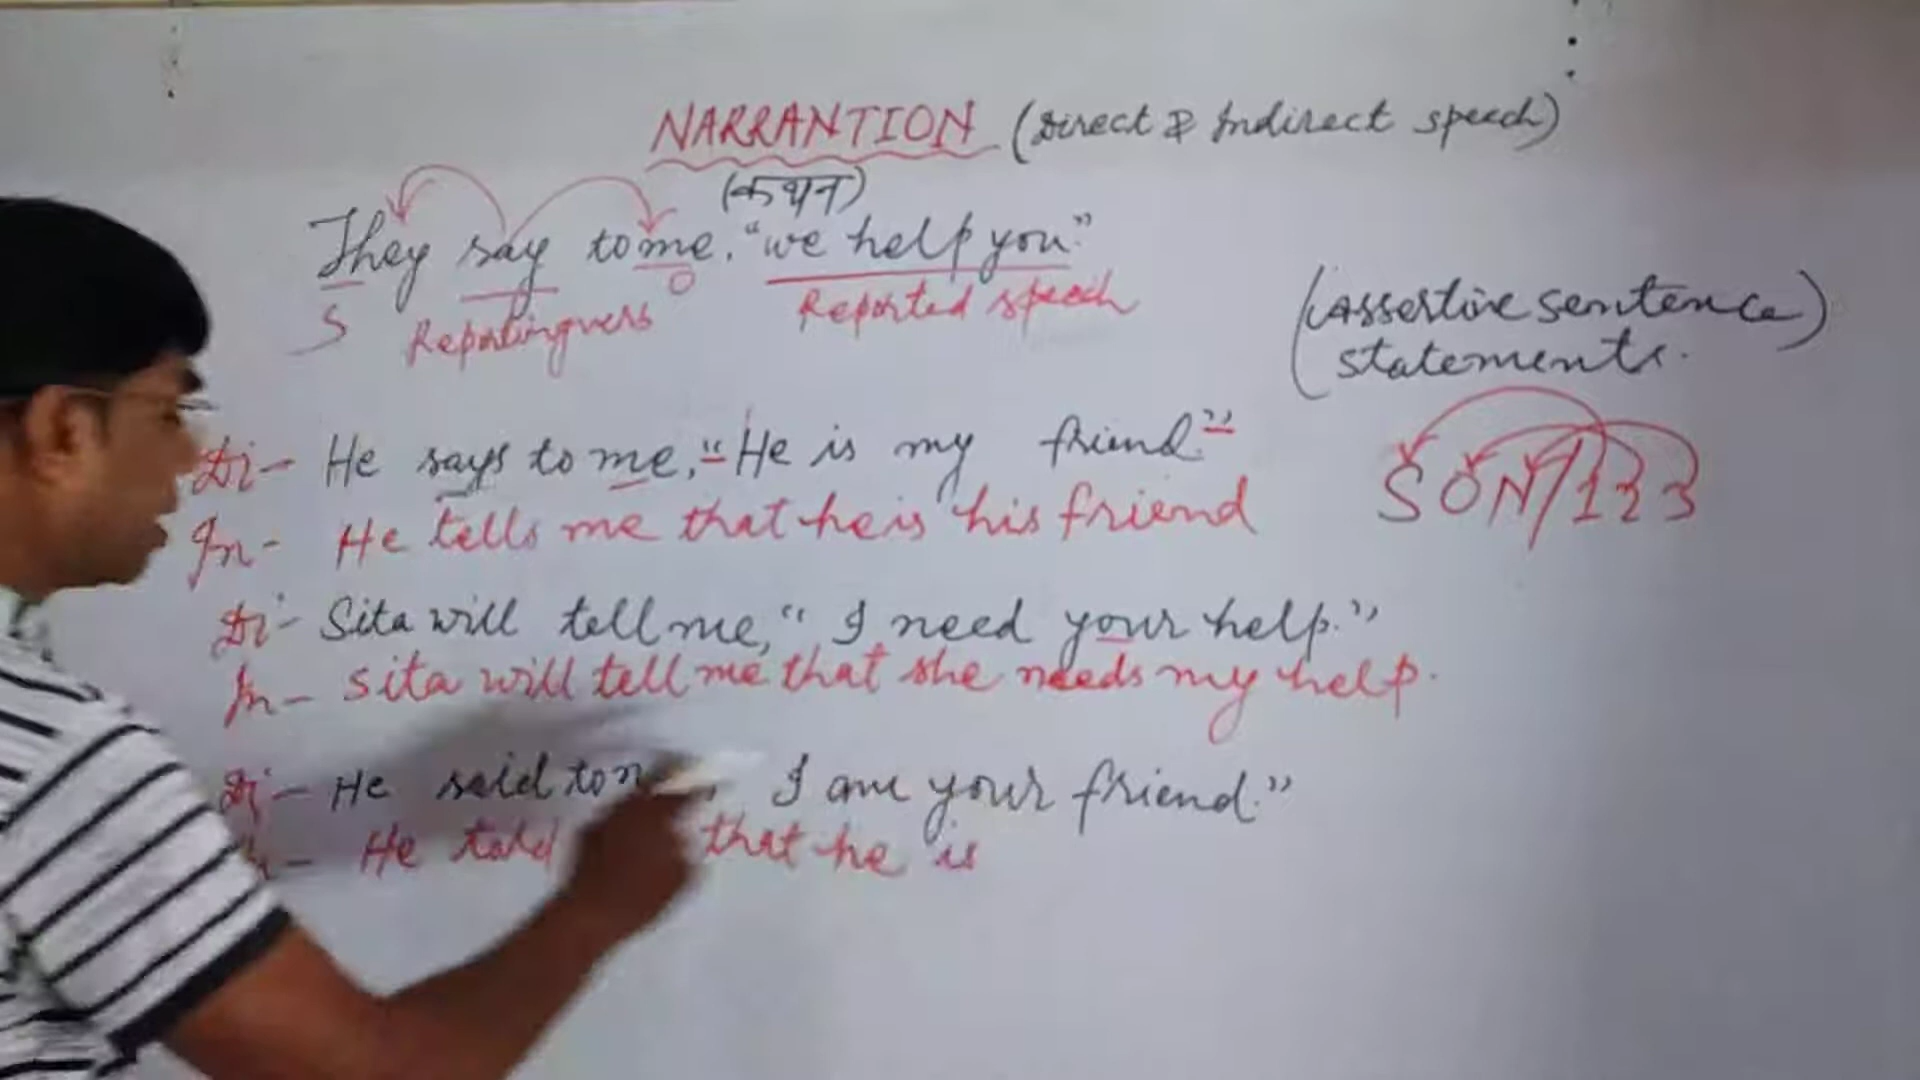 NARRANTION (Direct & Indirect speech)
(कथन)
They say to me, "we help you."
S Reporting verb O Reported speech
(Assertive sentence)
statements.
SON/123
Di- He says to me, "He is my friend."
In- He tells me that he is his friend
Di- Sita will tell me, "I need your help."
In- Sita will tell me that she needs my help.
Di- He said to I am your friend."
He told that he is